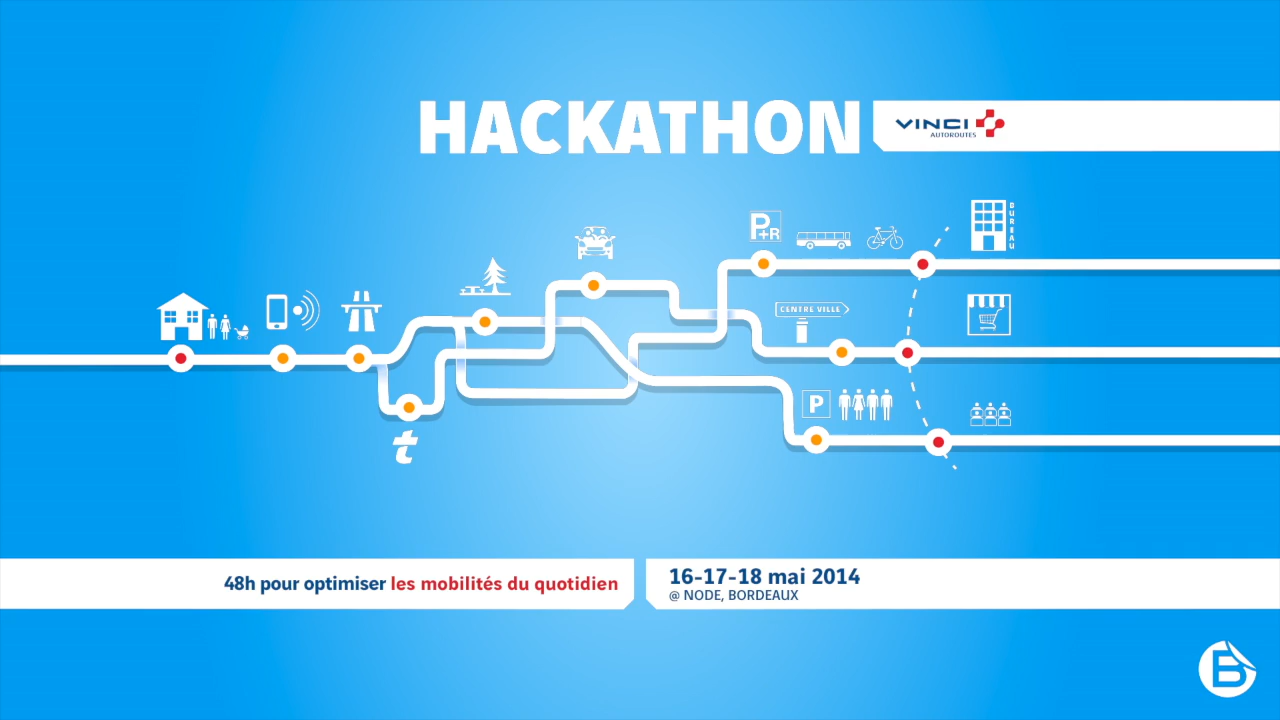 HACKATHON
VINCI
AUTOROUTES
P+R
BUREAU
CENTRE VILLE
P
t
48h pour optimiser les mobilités du quotidien
16-17-18 mai 2014
@ NODE, BORDEAUX
B